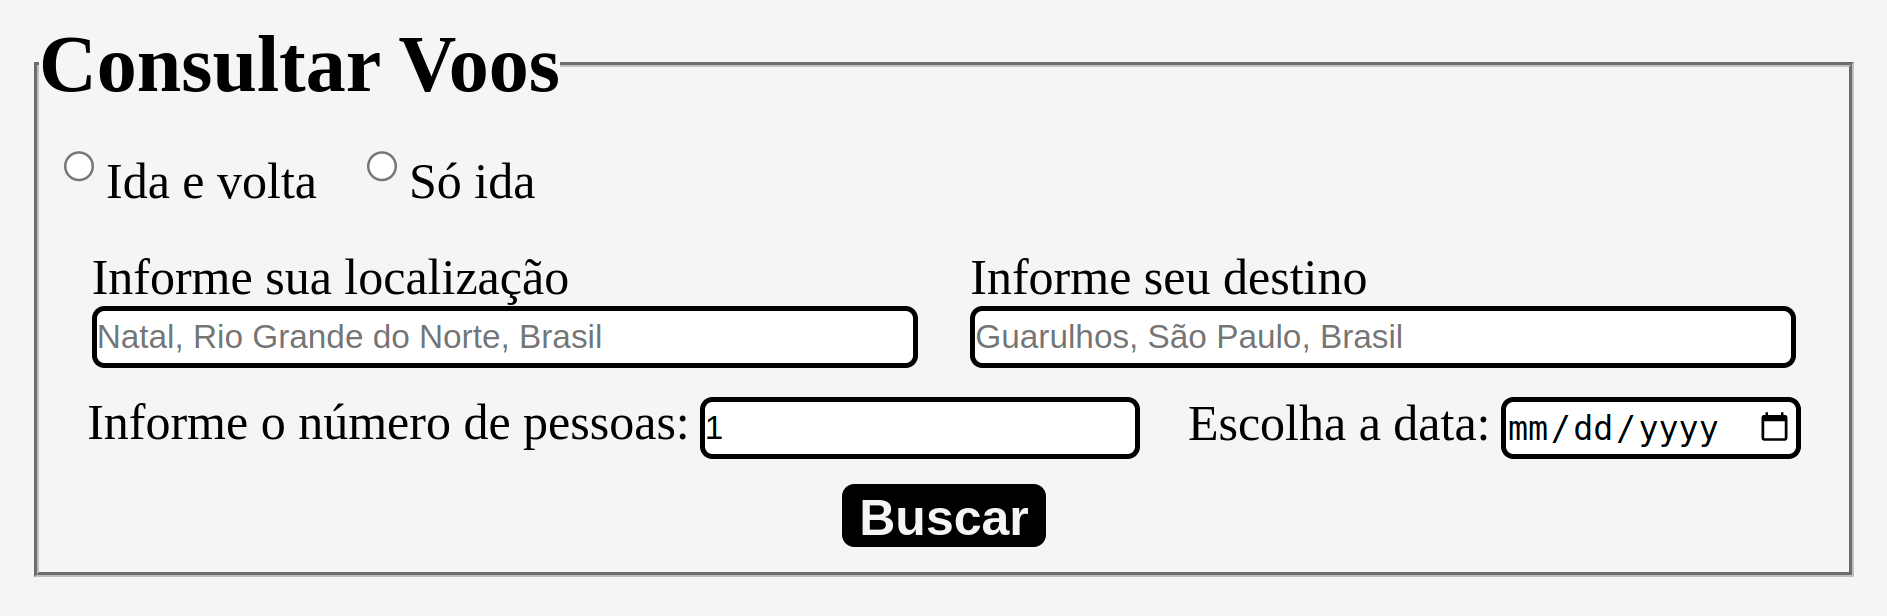 Consultar Voos
Ida e volta Só ida
Informe sua localização Informe seu destino
Natal, Rio Grande do Norte, Brasil Guarulhos, São Paulo, Brasil
Informe o número de pessoas: 1 Escolha a data: mm/dd/yyyy
Buscar